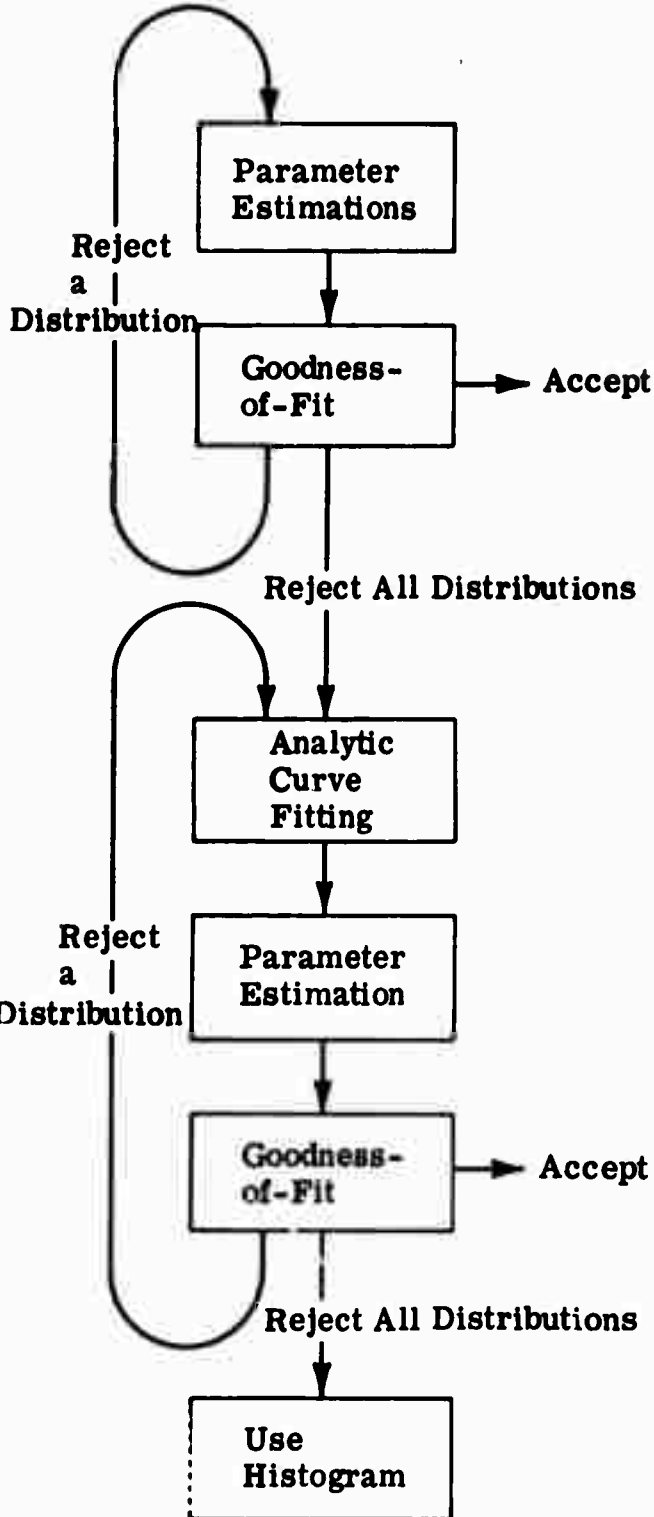 Parameter
Estimations
Reject
a
Distribution
Goodness-
of-Fit
Accept
Reject All Distributions
Analytic
Curve
Fitting
Reject
a
Distribution
Parameter
Estimation
Goodness-
of-Fit
Accept
Reject All Distributions
Use
Histogram